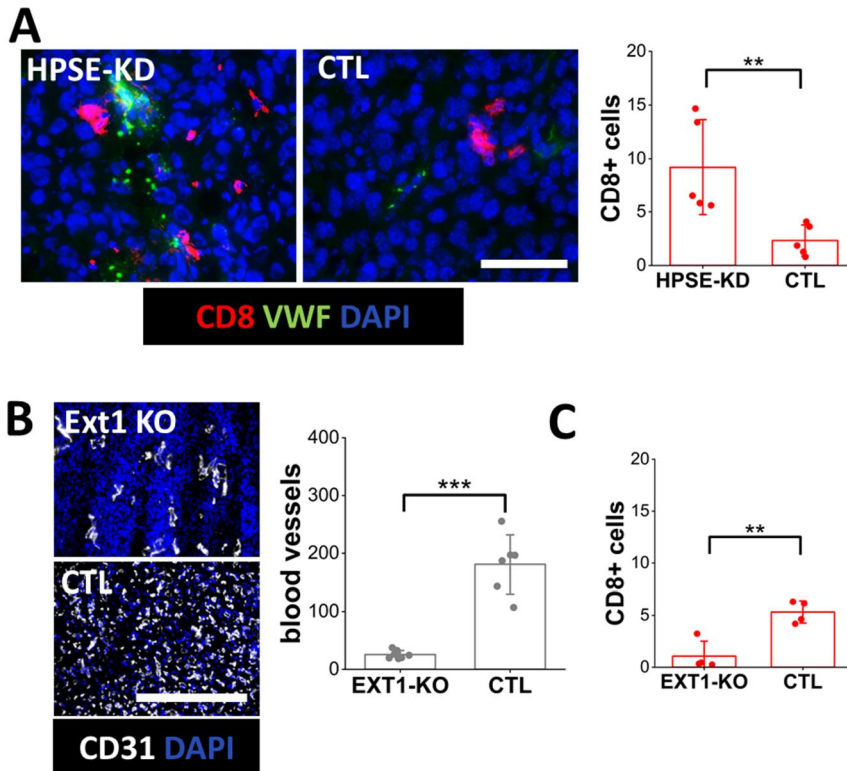 A
HPSE-KD
CTL
CD8 VWF DAPI
CD8+ cells
20
15
10
5
0
**
HPSE-KD CTL
B
Ext1 KO
CTL
CD31 DAPI
blood vessels
400
300
200
100
0
***
EXT1-KO CTL
C
CD8+ cells
20
15
10
5
0
**
EXT1-KO CTL